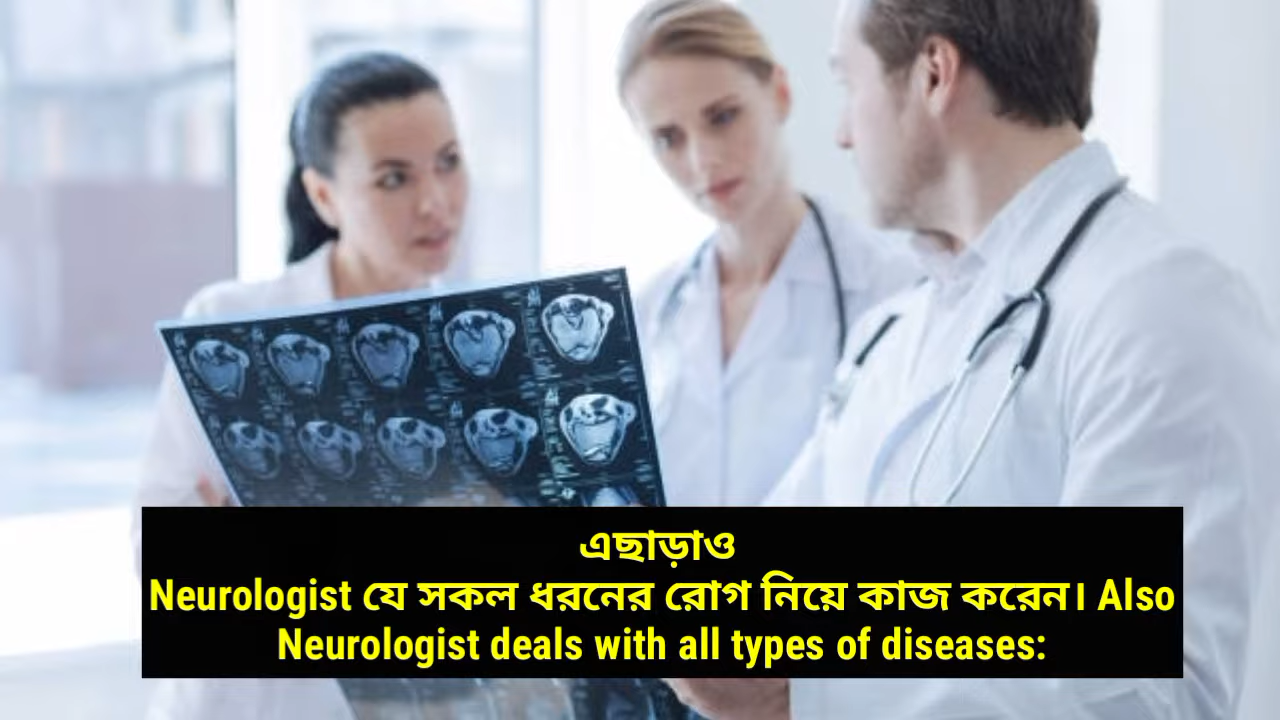 এছাড়াও
Neurologist যে সকল ধরনের রোগ নিয়ে কাজ করেন। Also
Neurologist deals with all types of diseases: